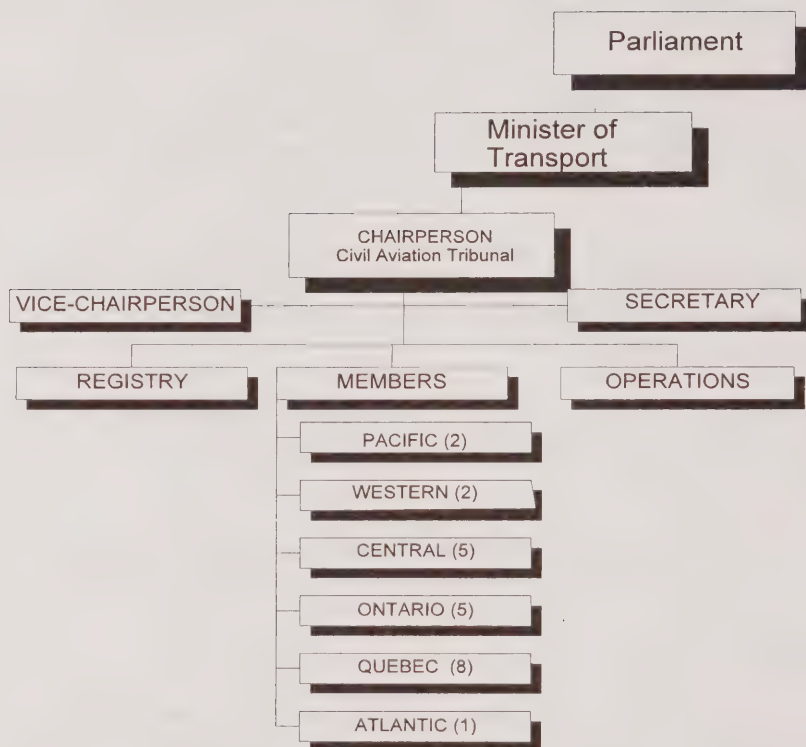 Parliament
Minister of
Transport
CHAIRPERSON
Civil Aviation Tribunal
VICE-CHAIRPERSON
SECRETARY
REGISTRY
MEMBERS
OPERATIONS
PACIFIC (2)
WESTERN (2)
CENTRAL (5)
ONTARIO (5)
QUEBEC (8)
ATLANTIC (1)